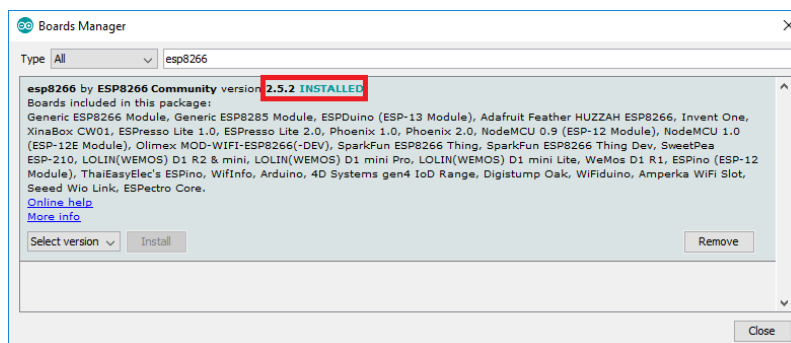 Boards Manager
Type All esp8266
esp8266 by ESP8266 Community version 2.5.2 INSTALLED
Boards included in this package:
Generic ESP8266 Module, Generic ESP8285 Module, ESPDuino (ESP-13 Module), Adafruit Feather HUZZAH ESP8266, Invent One,
XinaBox CW01, ESPresso Lite 1.0, ESPresso Lite 2.0, Phoenix 1.0, Phoenix 2.0, NodeMCU 0.9 (ESP-12 Module), NodeMCU 1.0
(ESP-12E Module), Olimex MOD-WIFI-ESP8266(-DEV), SparkFun ESP8266 Thing, SparkFun ESP8266 Thing Dev, SweetPea
ESP-210, LOLIN(WEMOS) D1 R2 & mini, LOLIN(WEMOS) D1 mini Pro, LOLIN(WEMOS) D1 mini Lite, WeMos D1 R1, ESPino (ESP-12
Module), ThaiEasyElec's ESPino, WifInfo, Arduino, 4D Systems gen4 IoD Range, Digistump Oak, WiFiduino, Amperka WiFi Slot,
Seeed Wio Link, ESPectro Core.
Online help
More info
Select version Install Remove
Close